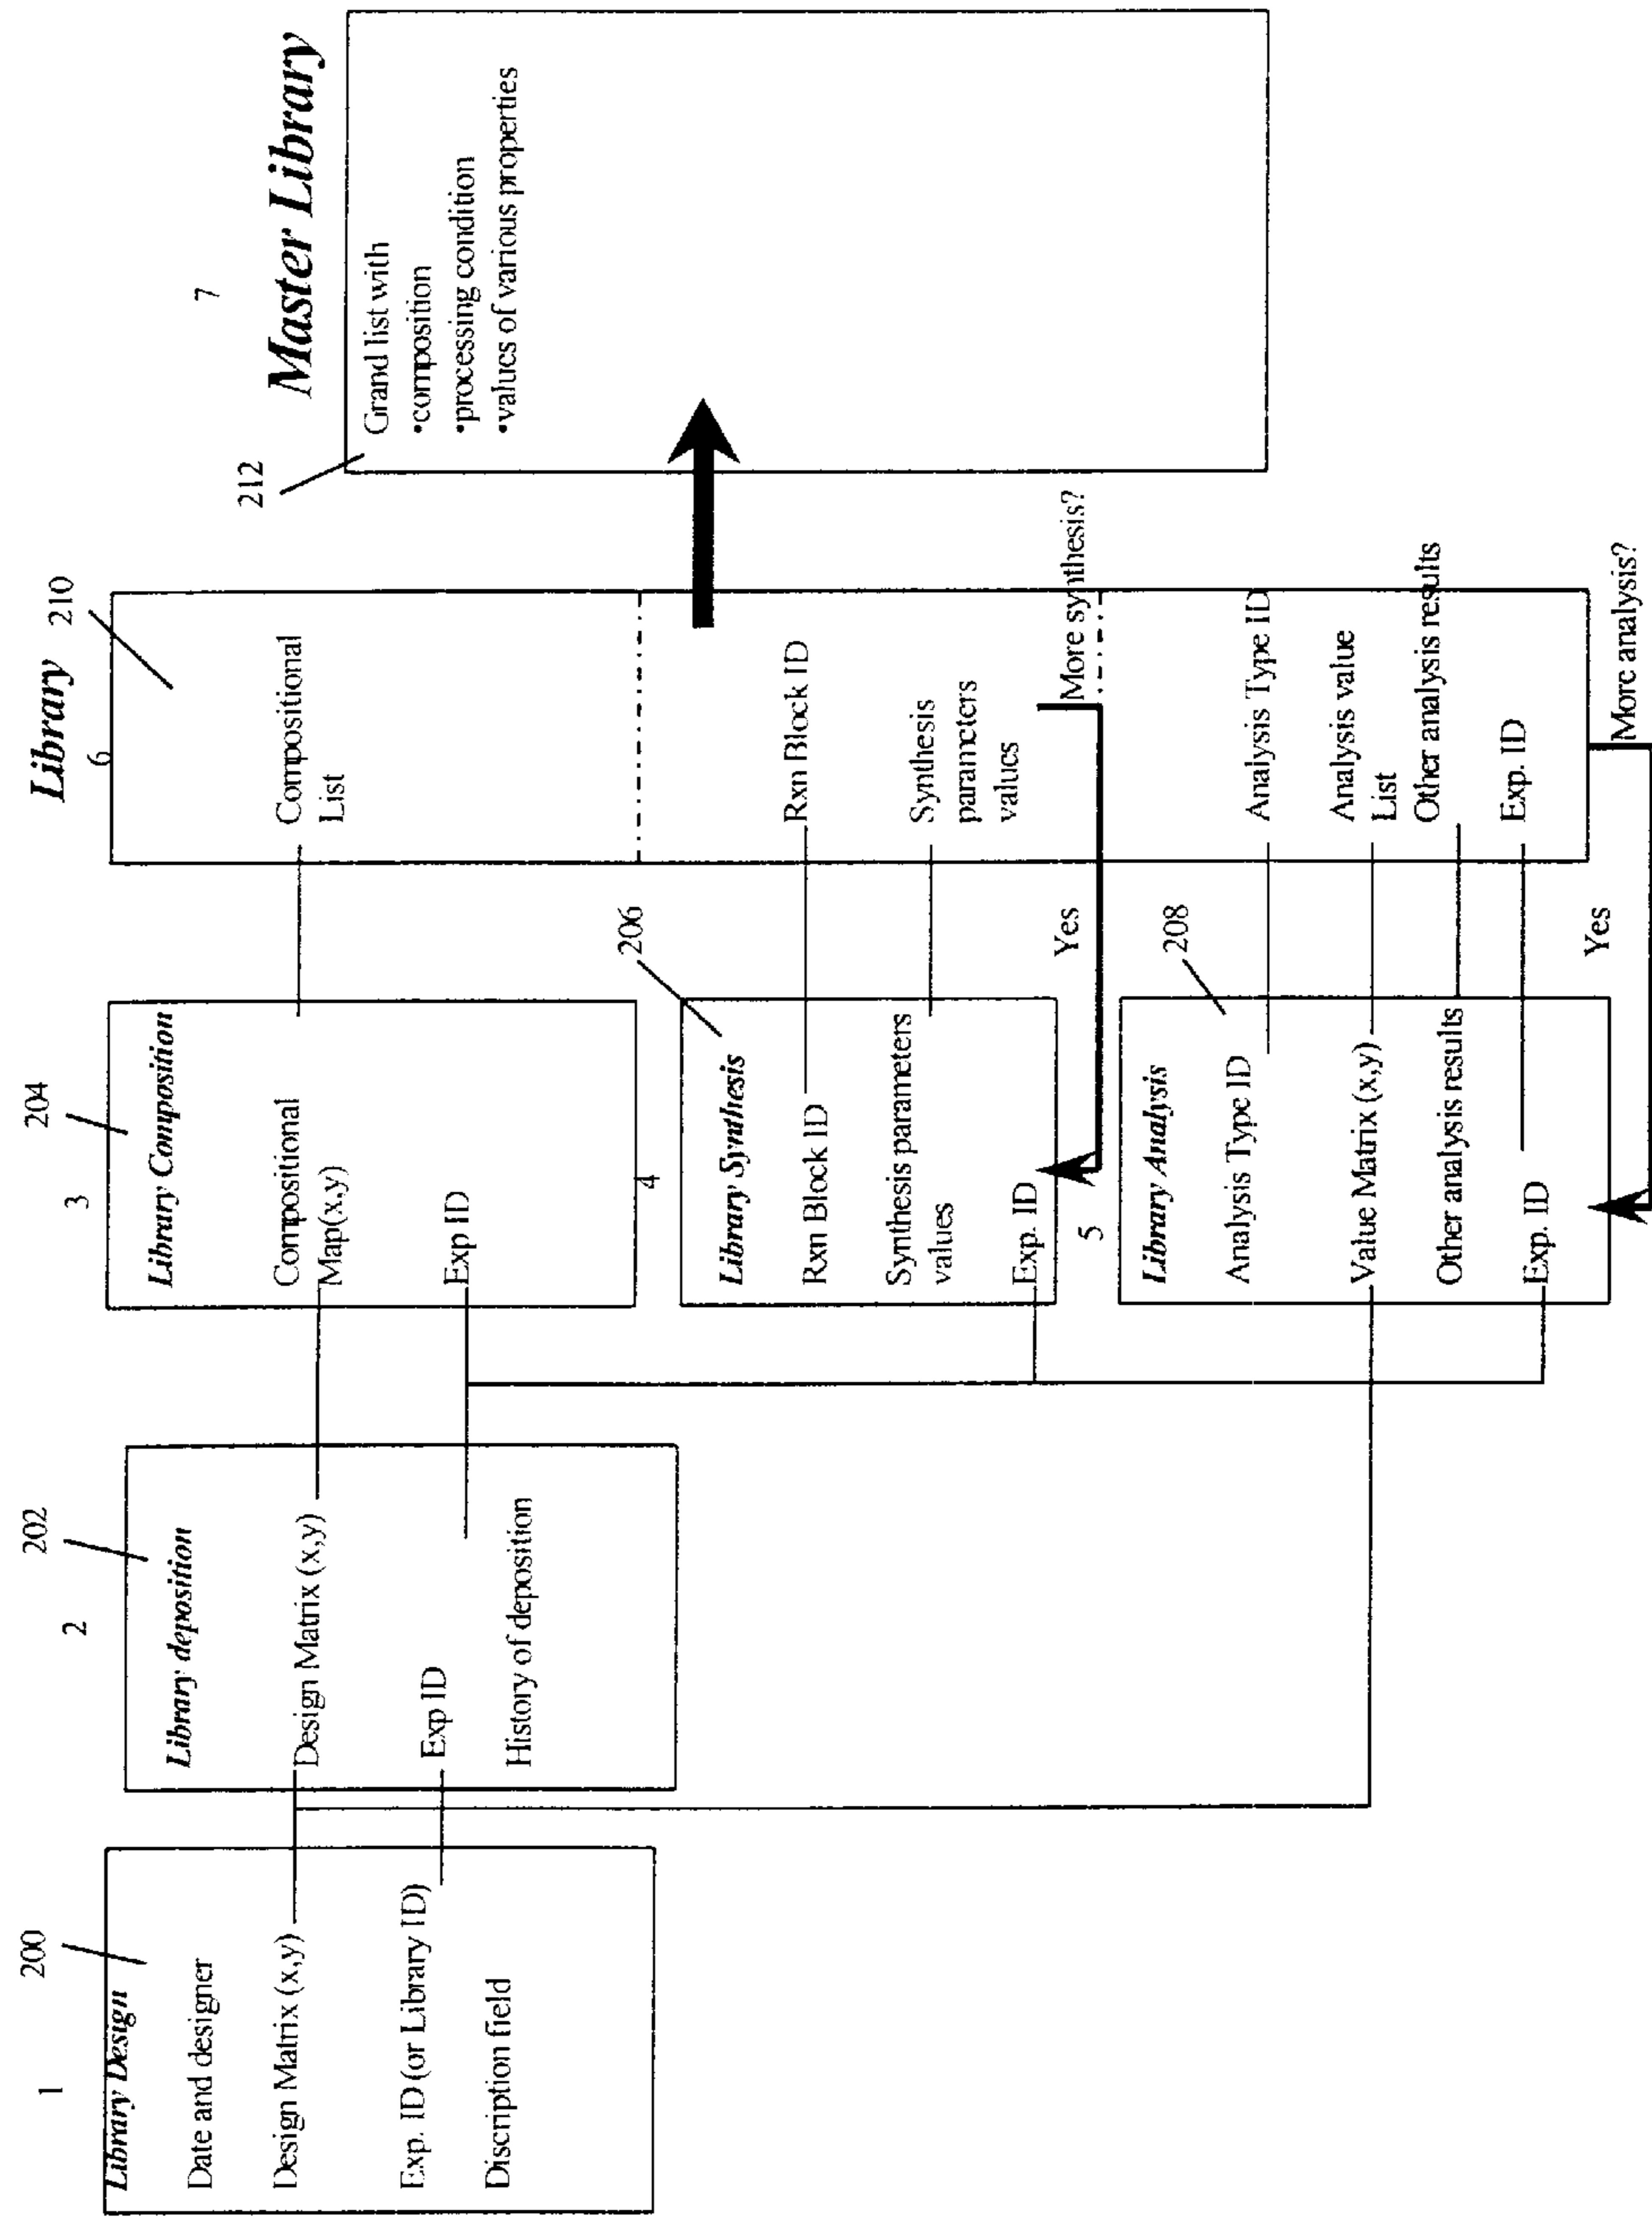 1
200
Library Design
Date and designer
Design Matrix (x,y)
Exp. ID (or Library ID)
Discription field
2
202
Library deposition
Design Matrix (x,y)
Exp ID
History of deposition
3
204
Library Composition
Compositional
Map(x,y)
Exp ID
4
206
Library Synthesis
Rxn Block ID
Synthesis parameters
values
Exp. ID
5
208
Library Analysis
Analysis Type ID
Value Matrix (x,y)
Other analysis results
Exp. ID
Library
6
210
Compositional
List
Rxn Block ID
Synthesis
parameters
values
More synthesis?
Yes
Analysis Type ID
Analysis value
List
Other analysis results
Exp. ID
More analysis?
Yes
7
Master Library
212
Grand list with
•composition
•processing condition
•values of various properties